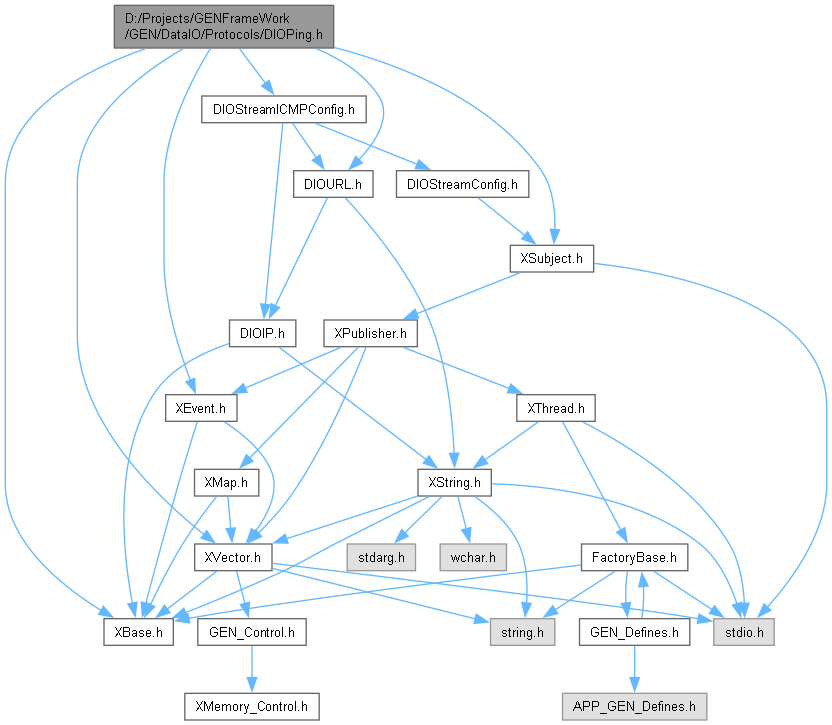 D:/Projects/GENFrameWork
/GEN/DataIO/Protocols/DIOPing.h
DIOStreamICMPConfig.h
DIOURL.h
DIOStreamConfig.h
XSubject.h
DIOIP.h
XPublisher.h
XEvent.h
XThread.h
XMap.h
XString.h
XVector.h
stdarg.h
wchar.h
FactoryBase.h
XBase.h
GEN_Control.h
string.h
GEN_Defines.h
stdio.h
XMemory_Control.h
APP_GEN_Defines.h